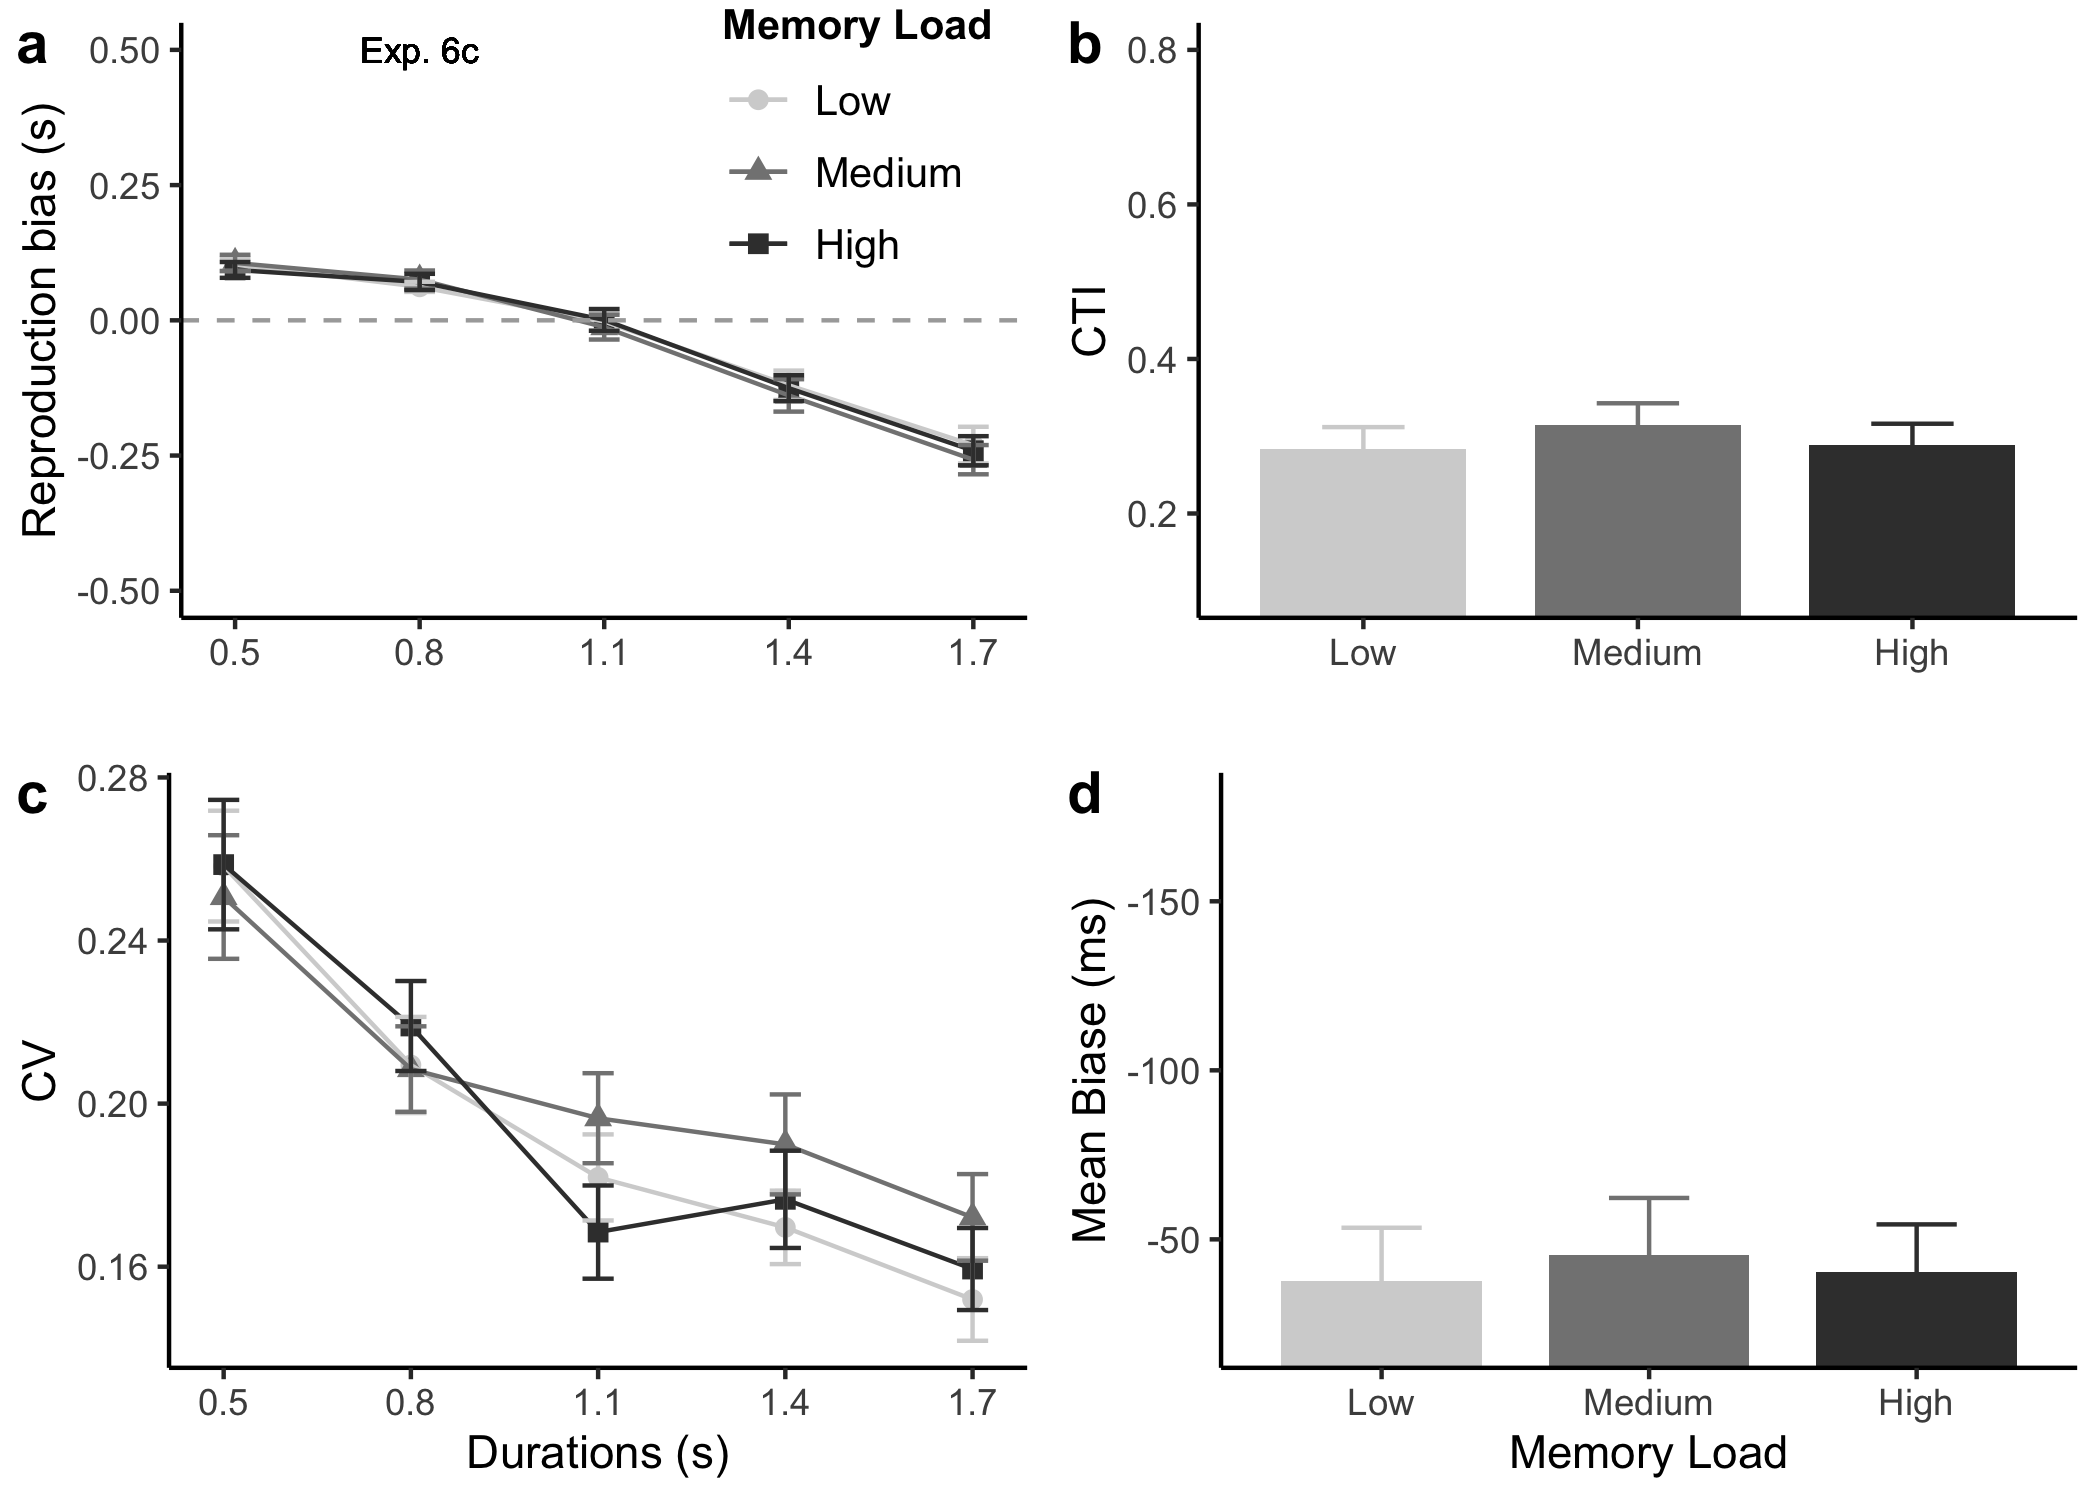 a
Exp. 6c
Memory Load
Low
Medium
High
Reproduction bias (s)
0.50
0.25
0.00
-0.25
-0.50
0.5 0.8 1.1 1.4 1.7
b
CTI
0.8
0.6
0.4
0.2
Low Medium High
c
CV
0.28
0.24
0.20
0.16
0.5 0.8 1.1 1.4 1.7
Durations (s)
d
Mean Biase (ms)
-150
-100
-50
Low Medium High
Memory Load